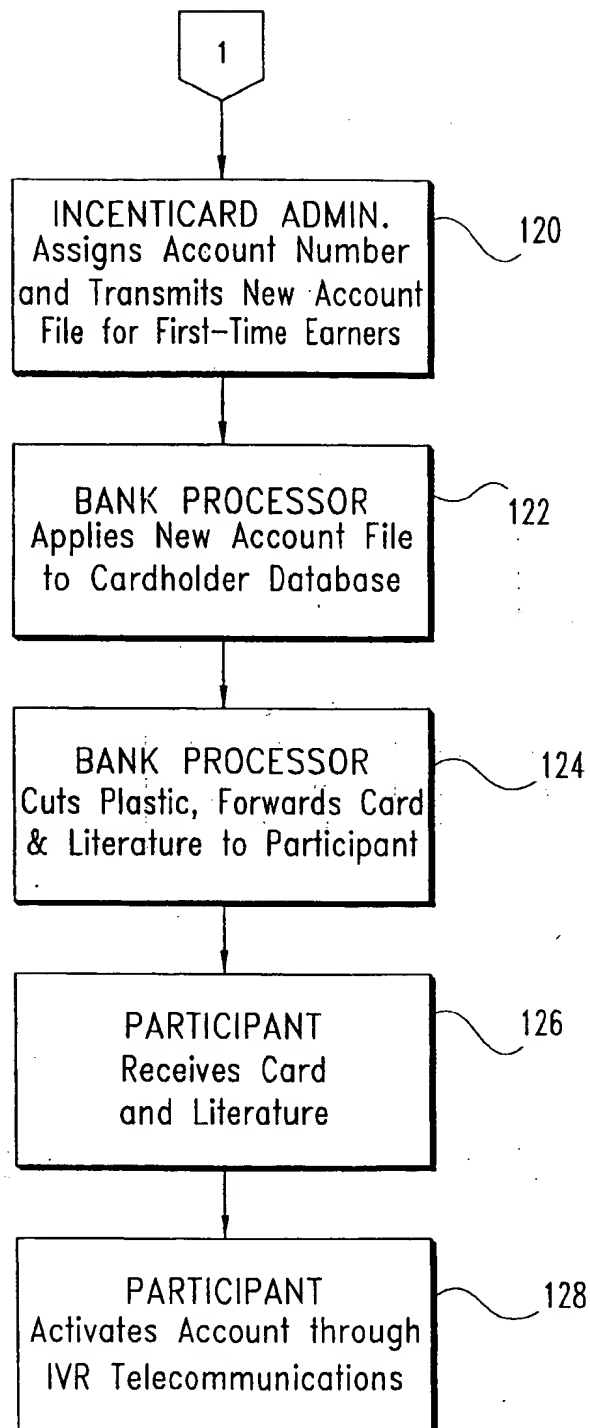 1
INCENTICARD ADMIN.
Assigns Account Number
and Transmits New Account
File for First-Time Earners
120
BANK PROCESSOR
Applies New Account File
to Cardholder Database
122
BANK PROCESSOR
Cuts Plastic, Forwards Card
& Literature to Participant
124
PARTICIPANT
Receives Card
and Literature
126
PARTICIPANT
Activates Account through
IVR Telecommunications
128